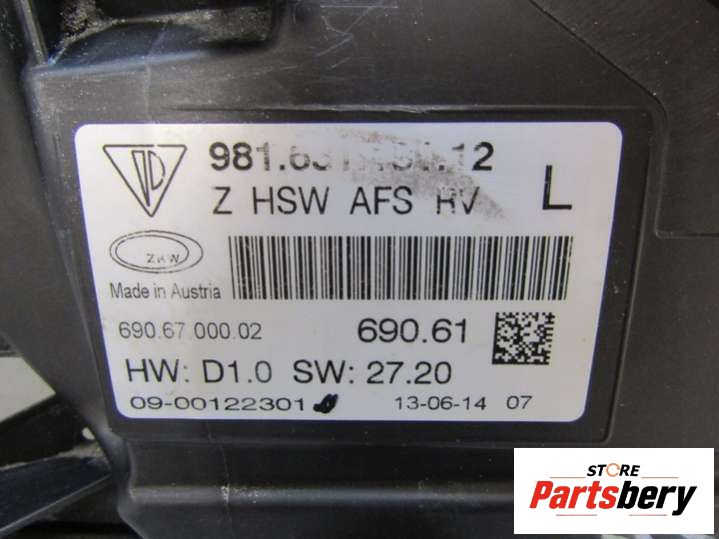 Z HSW AFS RV L
ZKW
Made in Austria
690.67 000.02 690.61
HW: D1.0 SW: 27.20
09-00122301 13-06-14 07
STORE
Partsbery